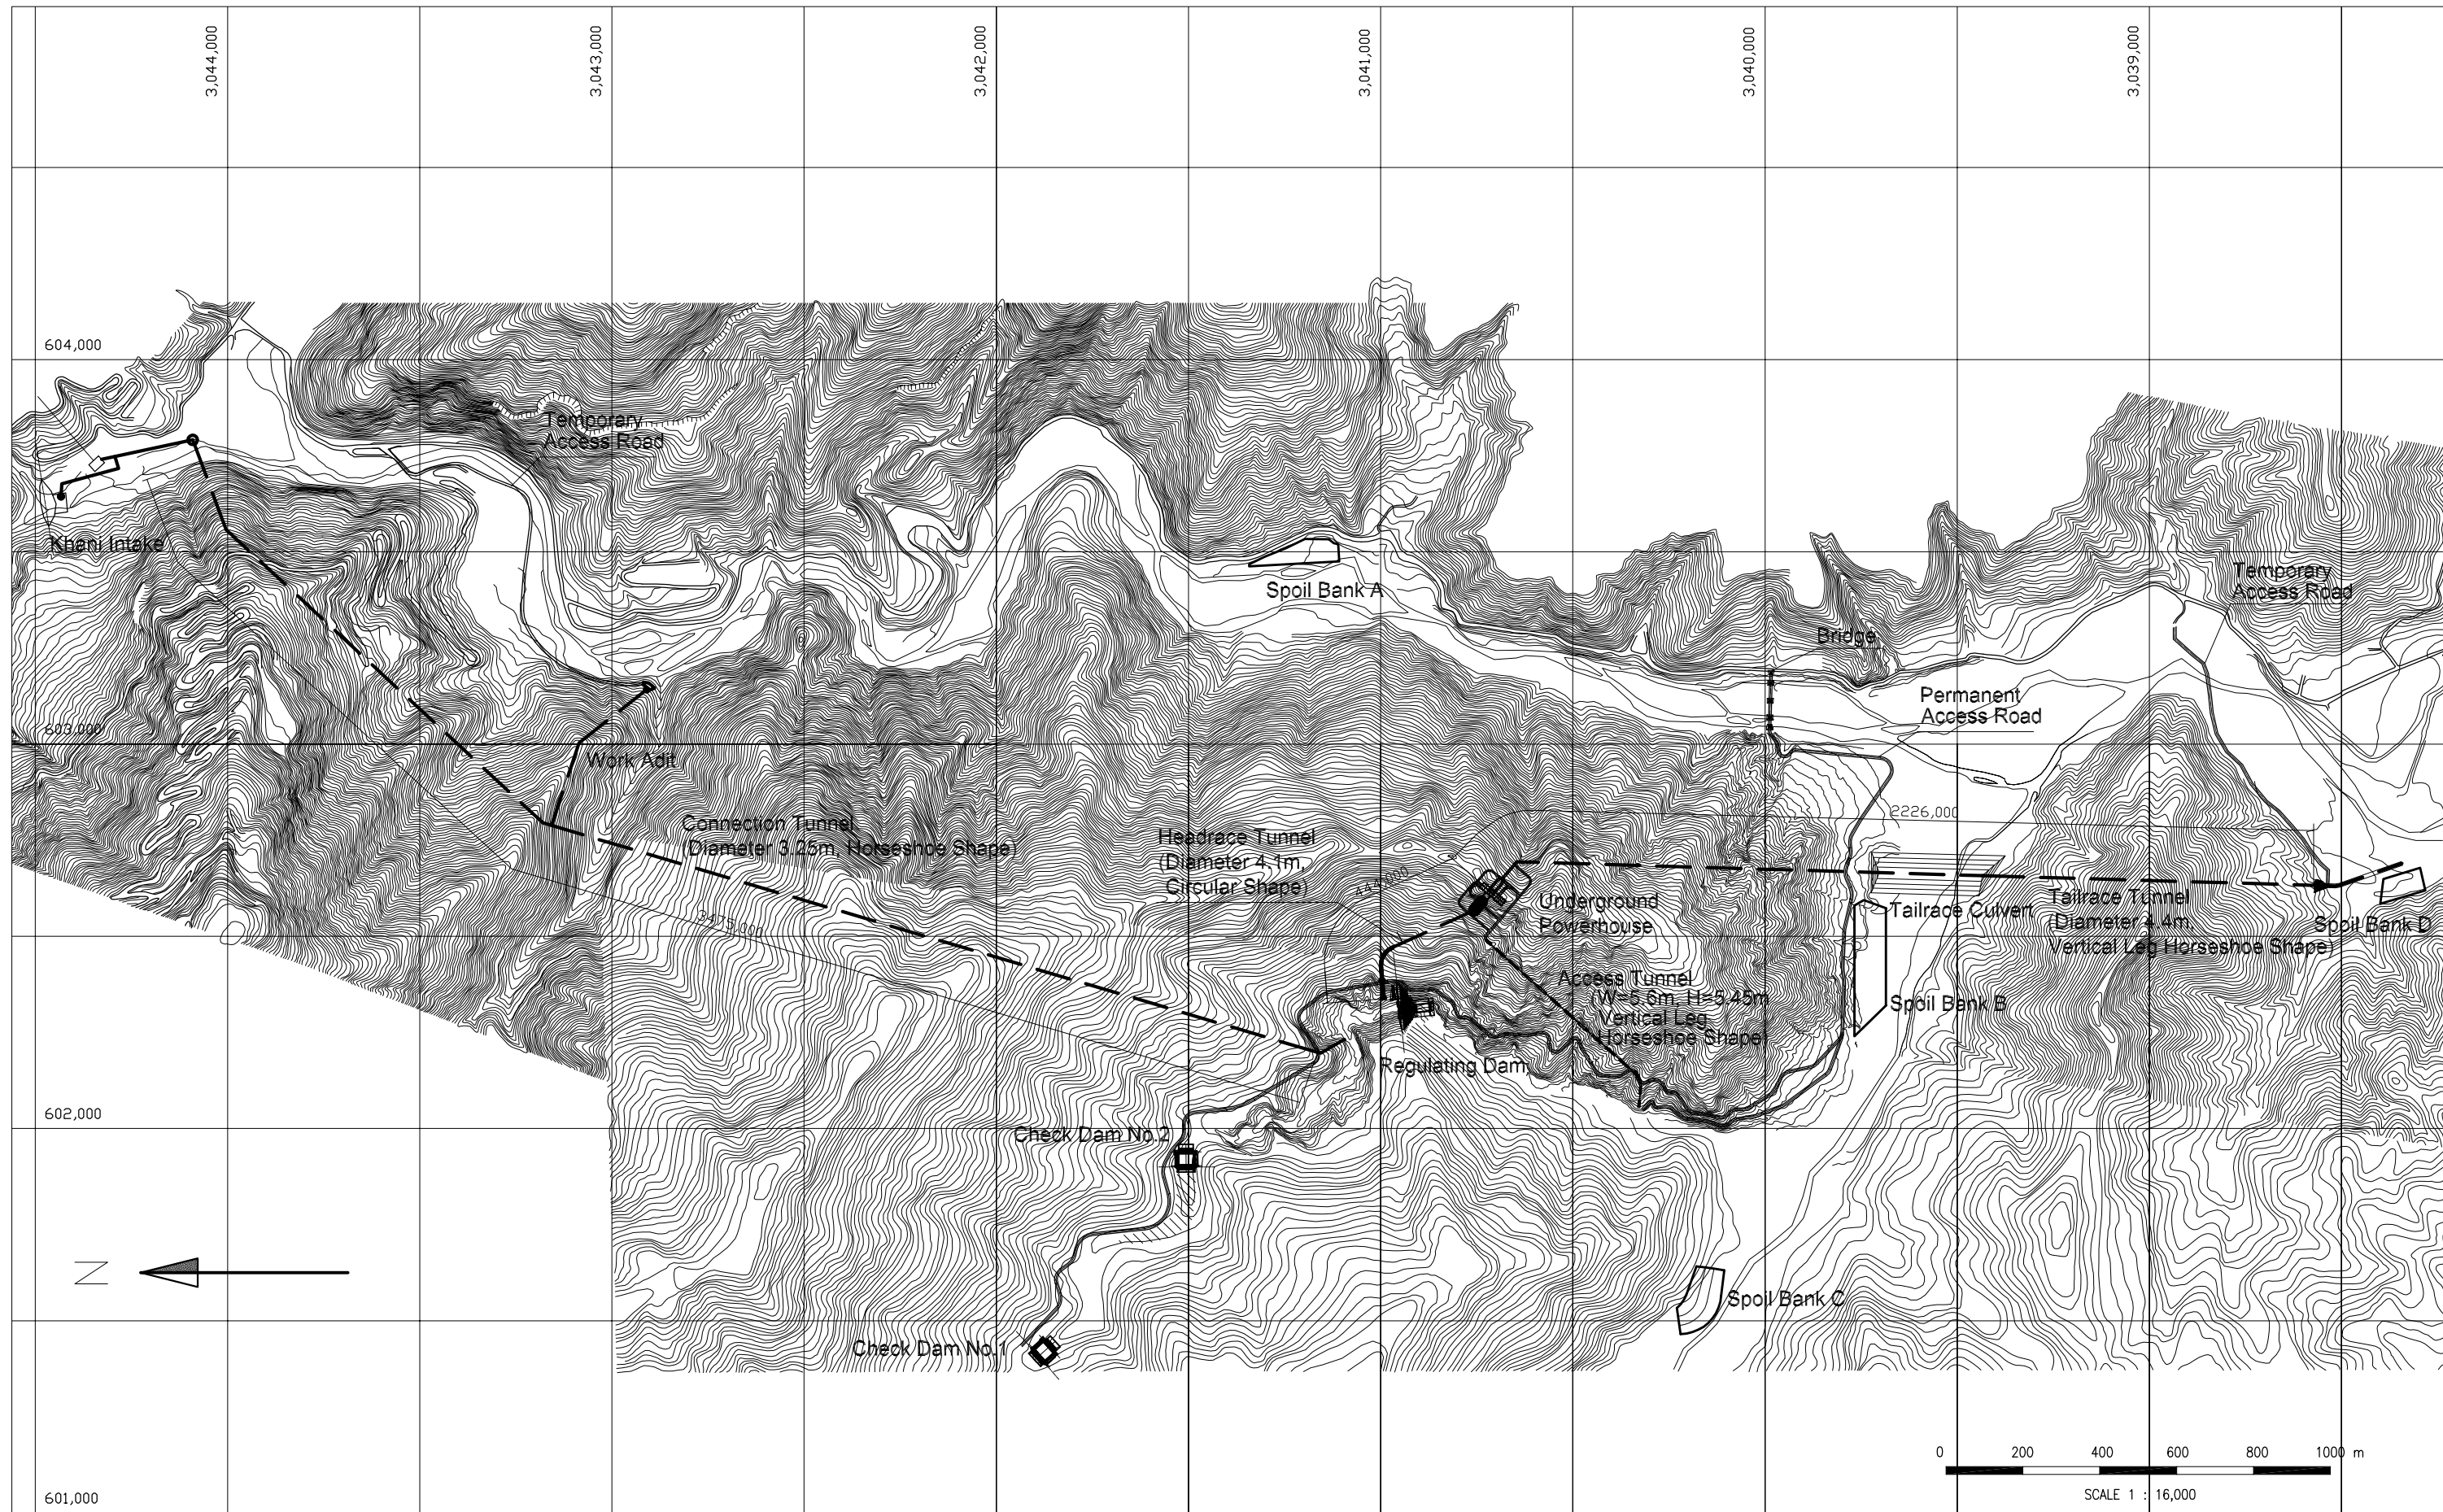 3,044,000
3,043,000
3,042,000
3,041,000
3,040,000
3,039,000
604,000
Temporary
Access Road
Khani Intake
Spoil Bank A
Temporary
Access Road
Bridge
Permanent
Access Road
603,000
Work Adit
Connection Tunnel
(Diameter 3.25m, Horseshoe Shape)
Headrace Tunnel
(Diameter 4.1m,
Circular Shape)
2226,000
444,000
3475,000
Underground
Powerhouse
Tailrace Culvert
Tailrace Tunnel
(Diameter 4.4m,
Vertical Leg Horseshoe Shape)
Spoil Bank D
Access Tunnel
(W=5.6m, H=5.45m
Vertical Leg
Horseshoe Shape)
Spoil Bank B
Regulating Dam
602,000
Check Dam No.2
N
Spoil Bank C
Check Dam No.1
0 200 400 600 800 1000 m
SCALE 1 : 16,000
601,000